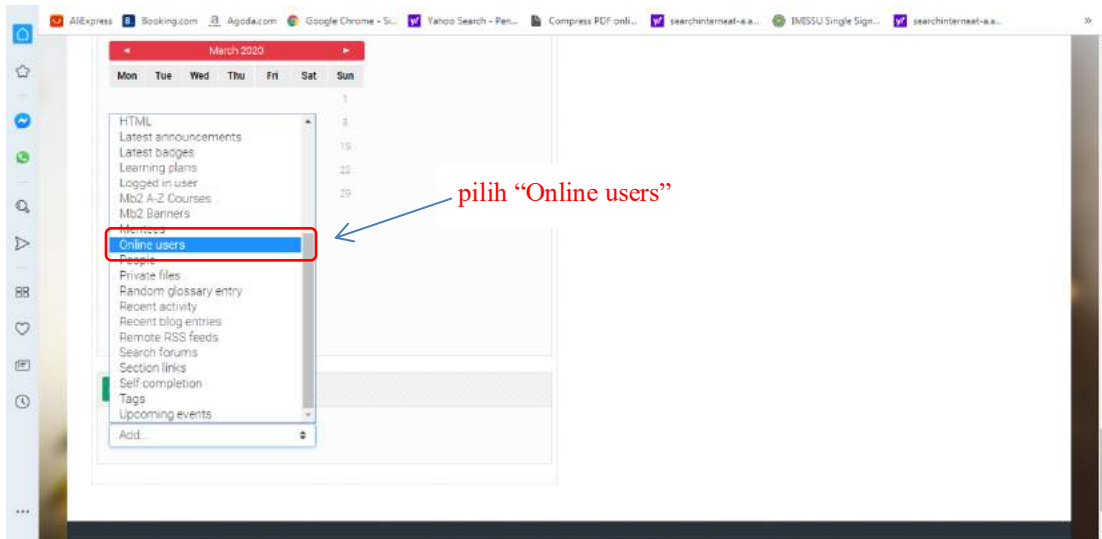 AliExpress Booking.com Agoda.com Google Chrome - Si... Yahoo Search - Pen... Compress PDF onli... searchinterneat-a.a... IMISSU Single Sign... searchinterneat-a.a...
March 2020
Mon Tue Wed Thu Fri Sat Sun
1
8
15
22
29
HTML
Latest announcements
Latest badges
Learning plans
Logged in user
Mb2 A-Z Courses
Mb2 Banners
Mentees
Online users
People
Private files
Random glossary entry
Recent activity
Recent blog entries
Remote RSS feeds
Search forums
Section links
Self completion
Tags
Upcoming events
Add...
pilih “Online users”